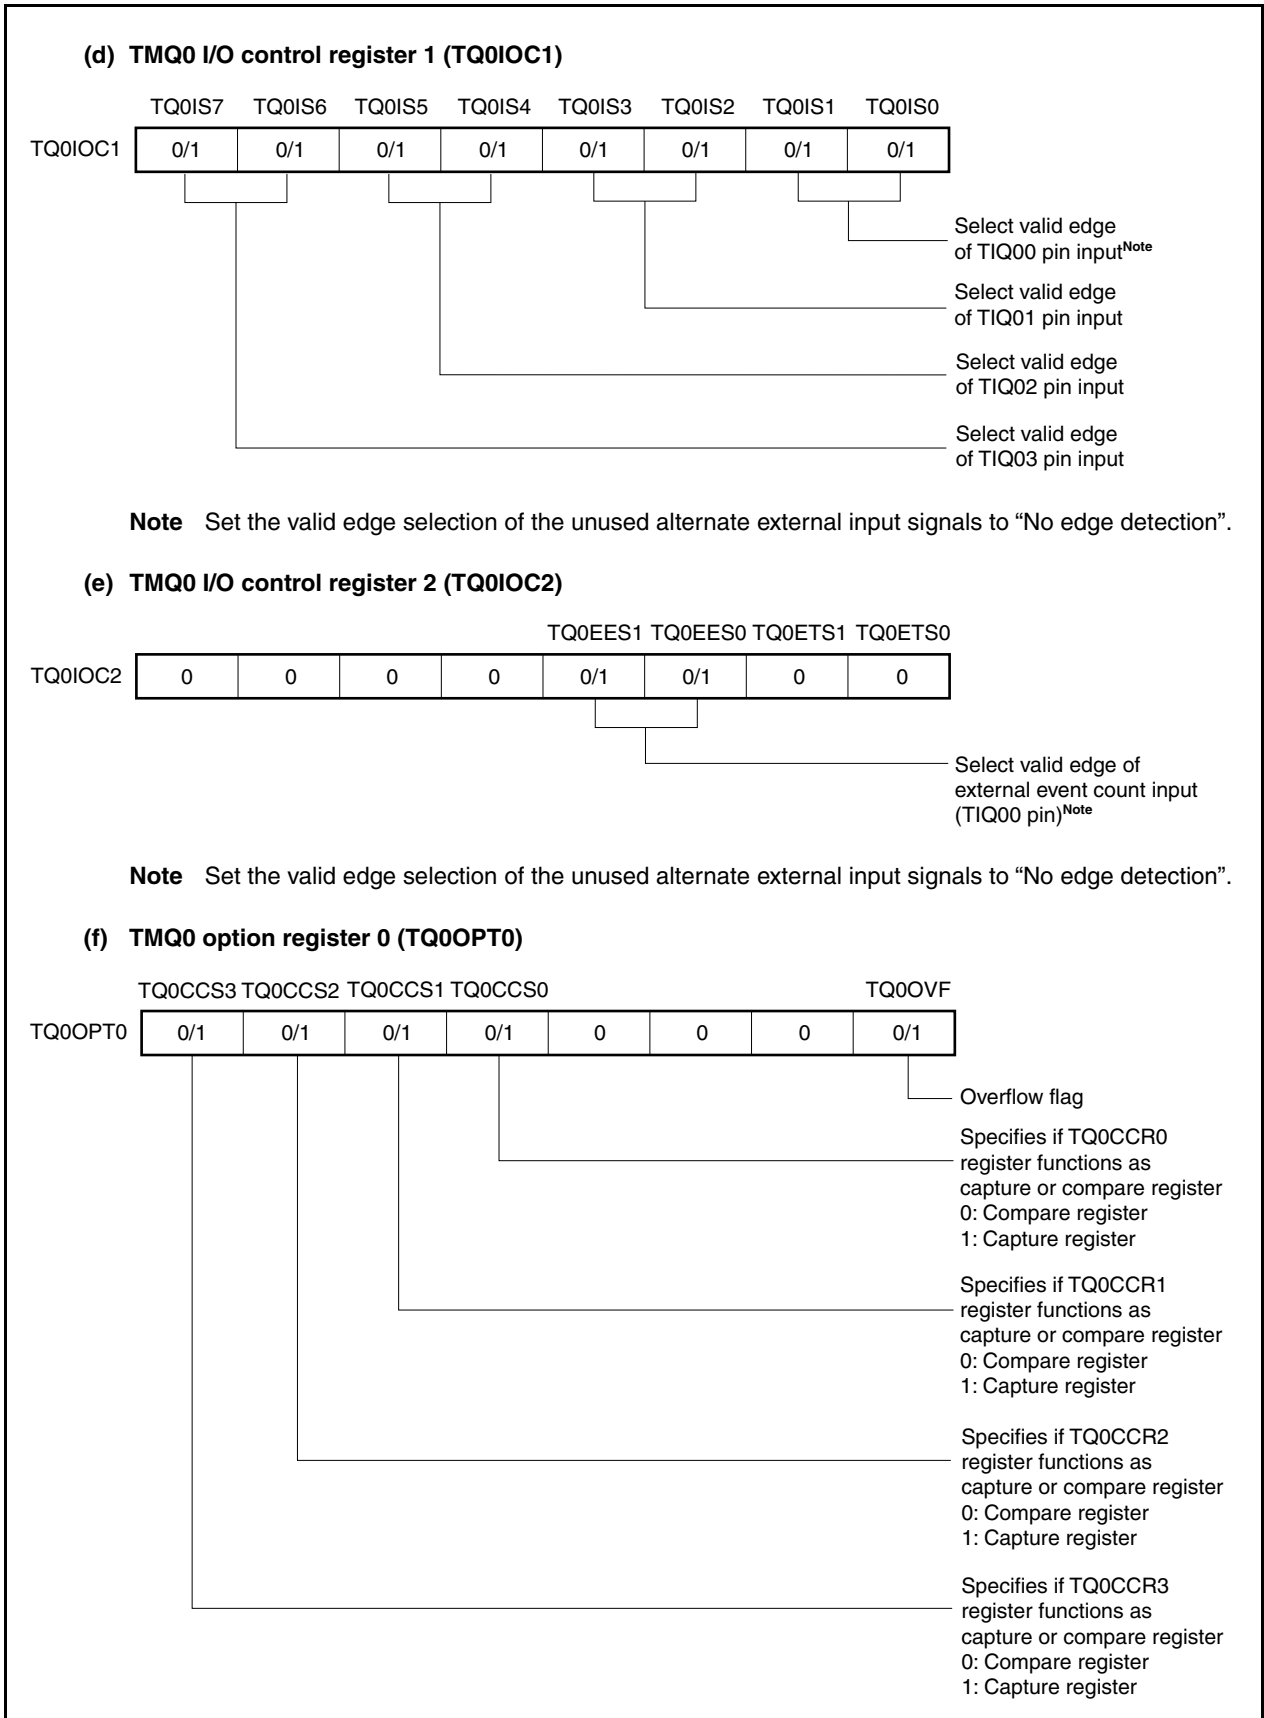 (d) TMQ0 I/O control register 1 (TQ0IOC1)
TQ0IS7 TQ0IS6 TQ0IS5 TQ0IS4 TQ0IS3 TQ0IS2 TQ0IS1 TQ0IS0
TQ0IOC1 0/1 0/1 0/1 0/1 0/1 0/1 0/1 0/1
Select valid edge
of TIQ00 pin inputNote
Select valid edge
of TIQ01 pin input
Select valid edge
of TIQ02 pin input
Select valid edge
of TIQ03 pin input
Note Set the valid edge selection of the unused alternate external input signals to “No edge detection”.
(e) TMQ0 I/O control register 2 (TQ0IOC2)
TQ0EES1 TQ0EES0 TQ0ETS1 TQ0ETS0
TQ0IOC2 0 0 0 0 0/1 0/1 0 0
Select valid edge of
external event count input
(TIQ00 pin)Note
Note Set the valid edge selection of the unused alternate external input signals to “No edge detection”.
(f) TMQ0 option register 0 (TQ0OPT0)
TQ0CCS3 TQ0CCS2 TQ0CCS1 TQ0CCS0 TQ0OVF
TQ0OPT0 0/1 0/1 0/1 0/1 0 0 0 0/1
Overflow flag
Specifies if TQ0CCR0
register functions as
capture or compare register
0: Compare register
1: Capture register
Specifies if TQ0CCR1
register functions as
capture or compare register
0: Compare register
1: Capture register
Specifies if TQ0CCR2
register functions as
capture or compare register
0: Compare register
1: Capture register
Specifies if TQ0CCR3
register functions as
capture or compare register
0: Compare register
1: Capture register